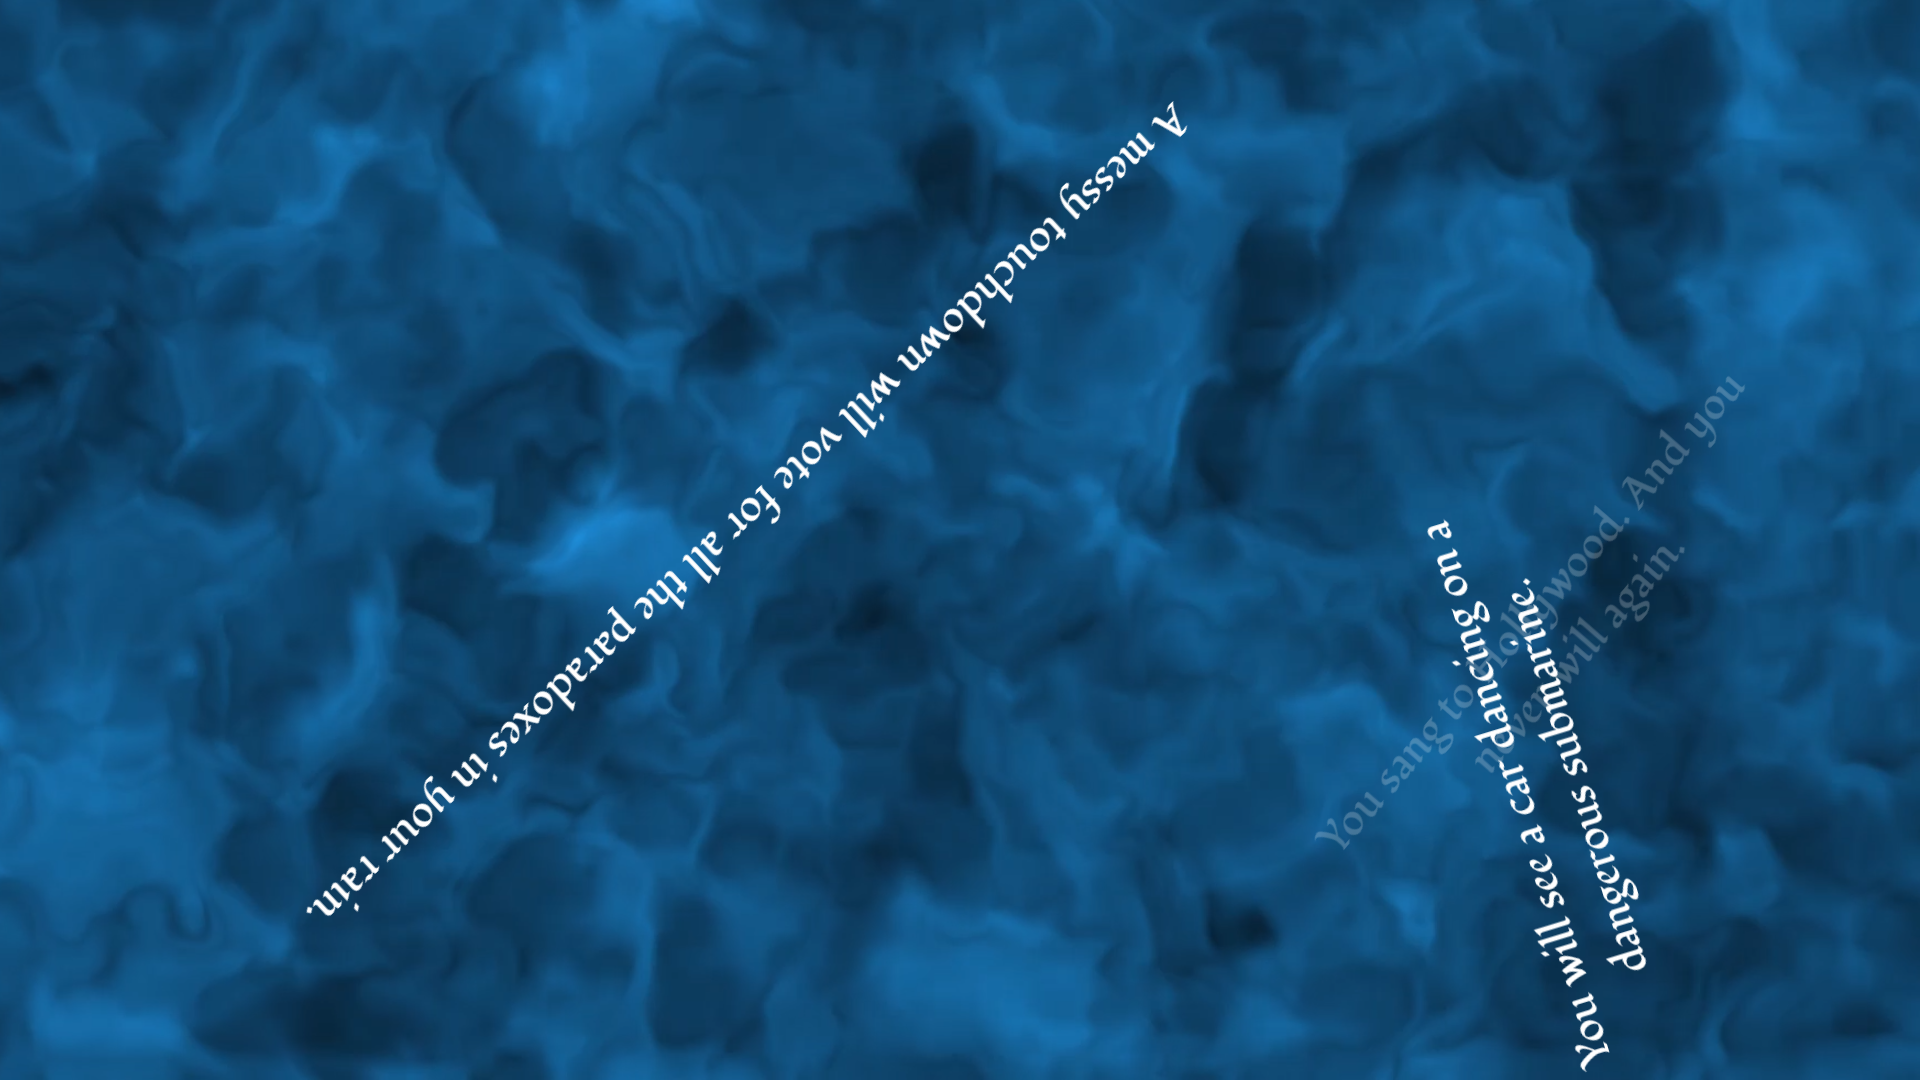 A messy touchdown will vote for all the paradoxes in your rain.
You will see a car dancing on a
dangerous submarine.
You sang to Hollywood. And you
never will again.